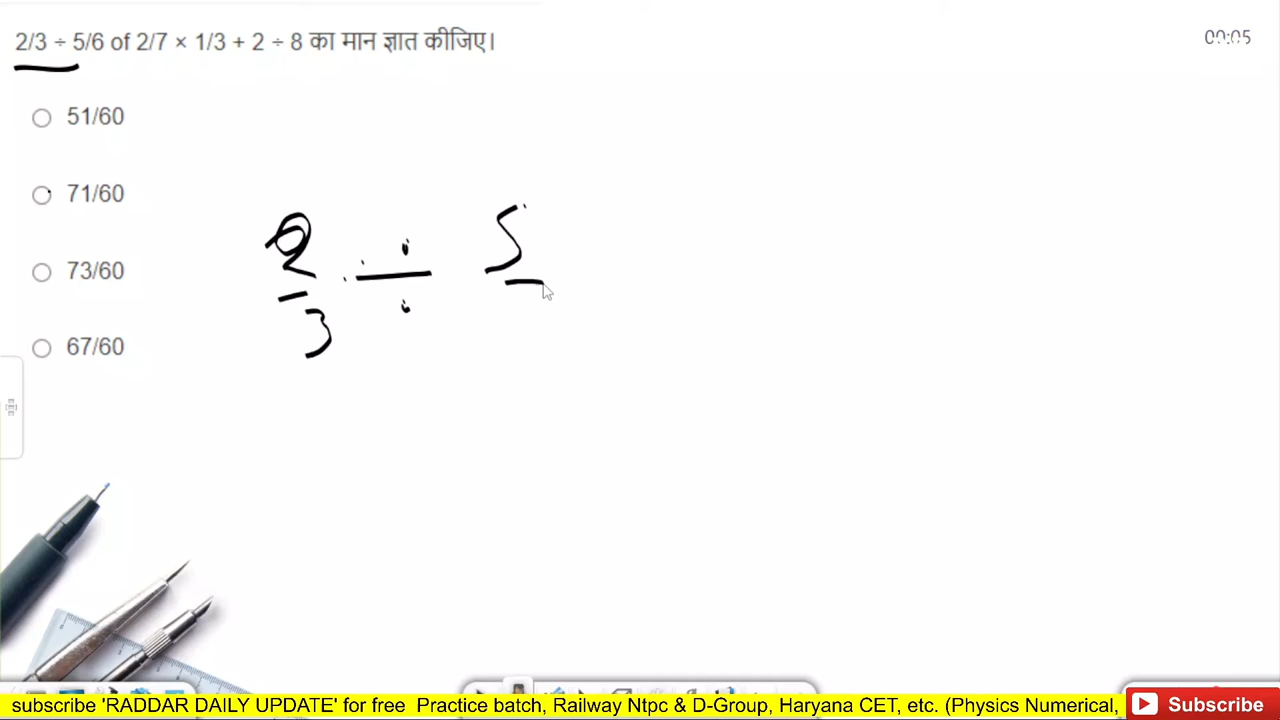 2/3 ÷ 5/6 of 2/7 × 1/3 + 2 ÷ 8 का मान ज्ञात कीजिए।
00:05
51/60
71/60
73/60
67/60
2/3 ÷ 5
subscribe 'RADDAR DAILY UPDATE' for free Practice batch, Railway Ntpc & D-Group, Haryana CET, etc. (Physics Numerical,
Subscribe